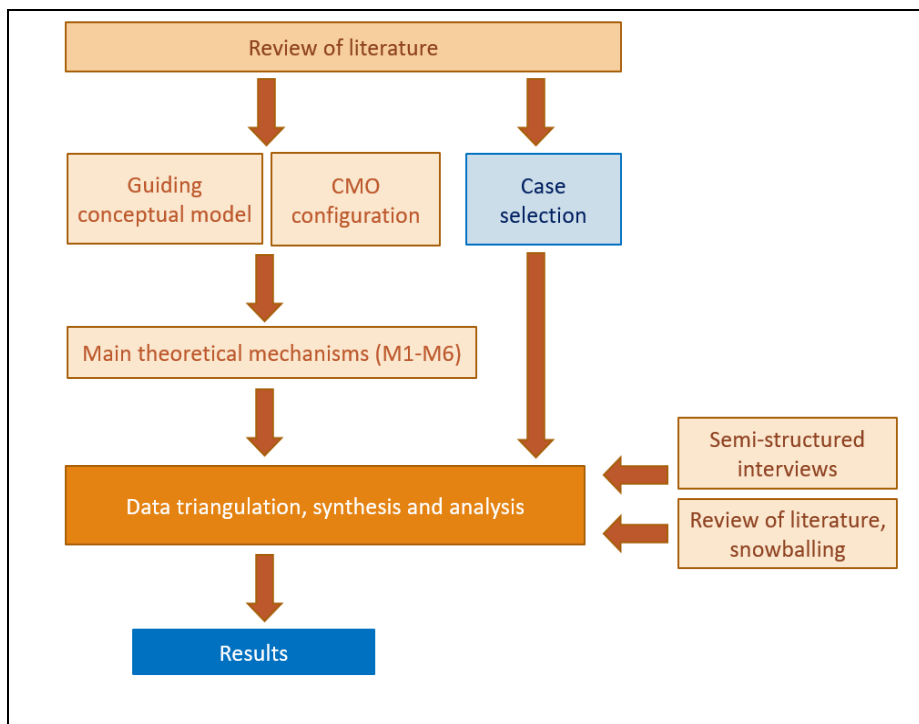 Review of literature
Guiding
conceptual model
CMO
configuration
Case
selection
Main theoretical mechanisms (M1-M6)
Semi-structured
interviews
Data triangulation, synthesis and analysis
Review of literature,
snowballing
Results